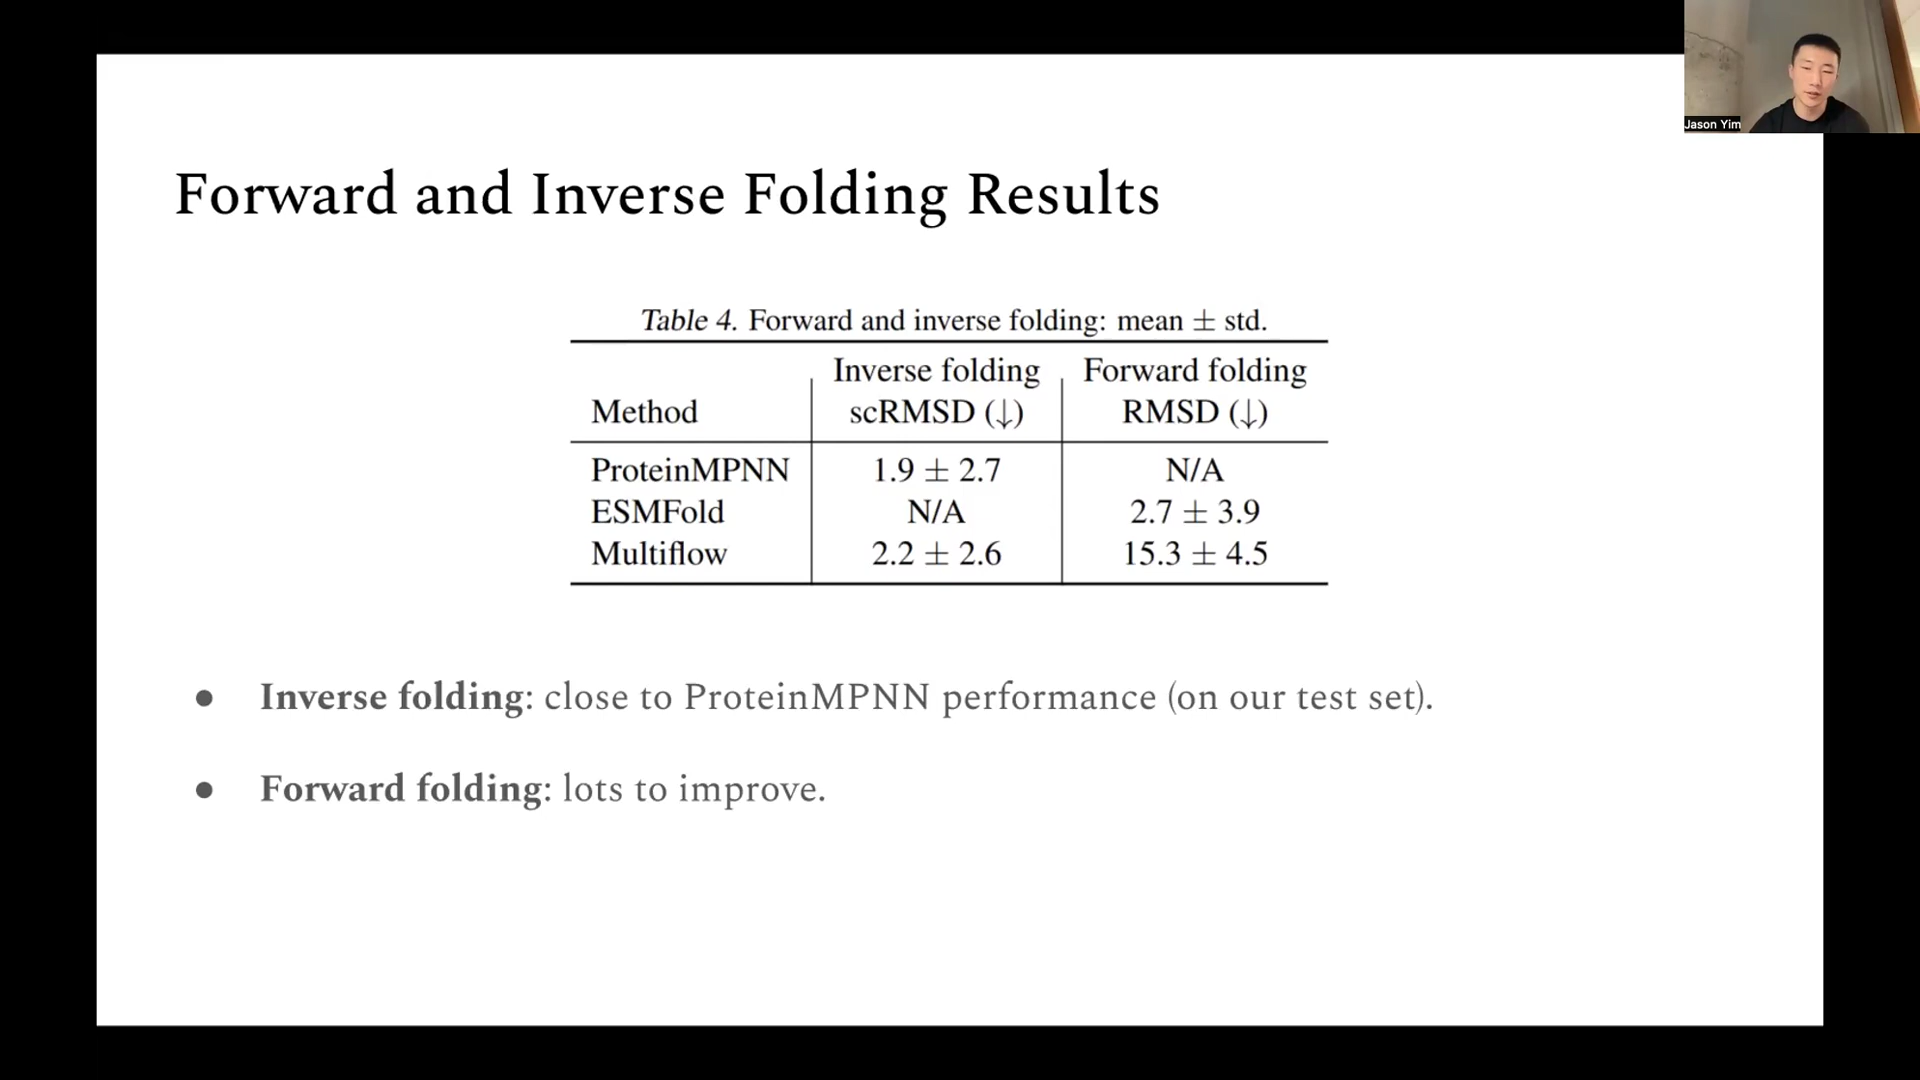 Jason Yim
Forward and Inverse Folding Results
Table 4. Forward and inverse folding: mean ± std.
Inverse folding Forward folding
Method scRMSD (↓) RMSD (↓)
ProteinMPNN 1.9 ± 2.7 N/A
ESMFold N/A 2.7 ± 3.9
Multiflow 2.2 ± 2.6 15.3 ± 4.5
● Inverse folding: close to ProteinMPNN performance (on our test set).
● Forward folding: lots to improve.